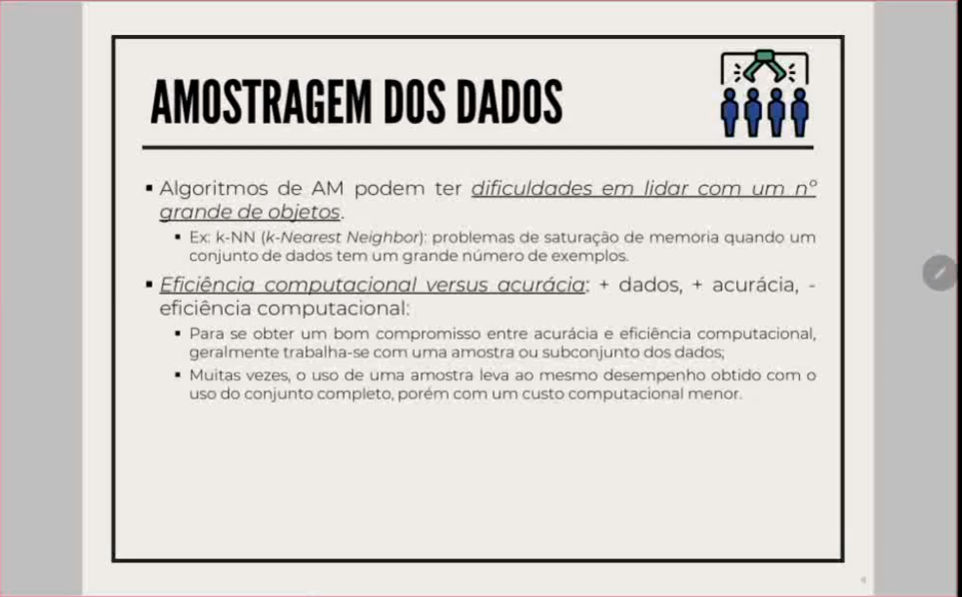 AMOSTRAGEM DOS DADOS
▪ Algoritmos de AM podem ter dificuldades em lidar com um nº
grande de objetos.
▪ Ex: k-NN (k-Nearest Neighbor): problemas de saturação de memoria quando um
conjunto de dados tem um grande número de exemplos.
▪ Eficiência computacional versus acurácia: + dados, + acurácia, -
eficiência computacional:
▪ Para se obter um bom compromisso entre acurácia e eficiência computacional,
geralmente trabalha-se com uma amostra ou subconjunto dos dados;
▪ Muitas vezes, o uso de uma amostra leva ao mesmo desempenho obtido com o
uso do conjunto completo, porém com um custo computacional menor.